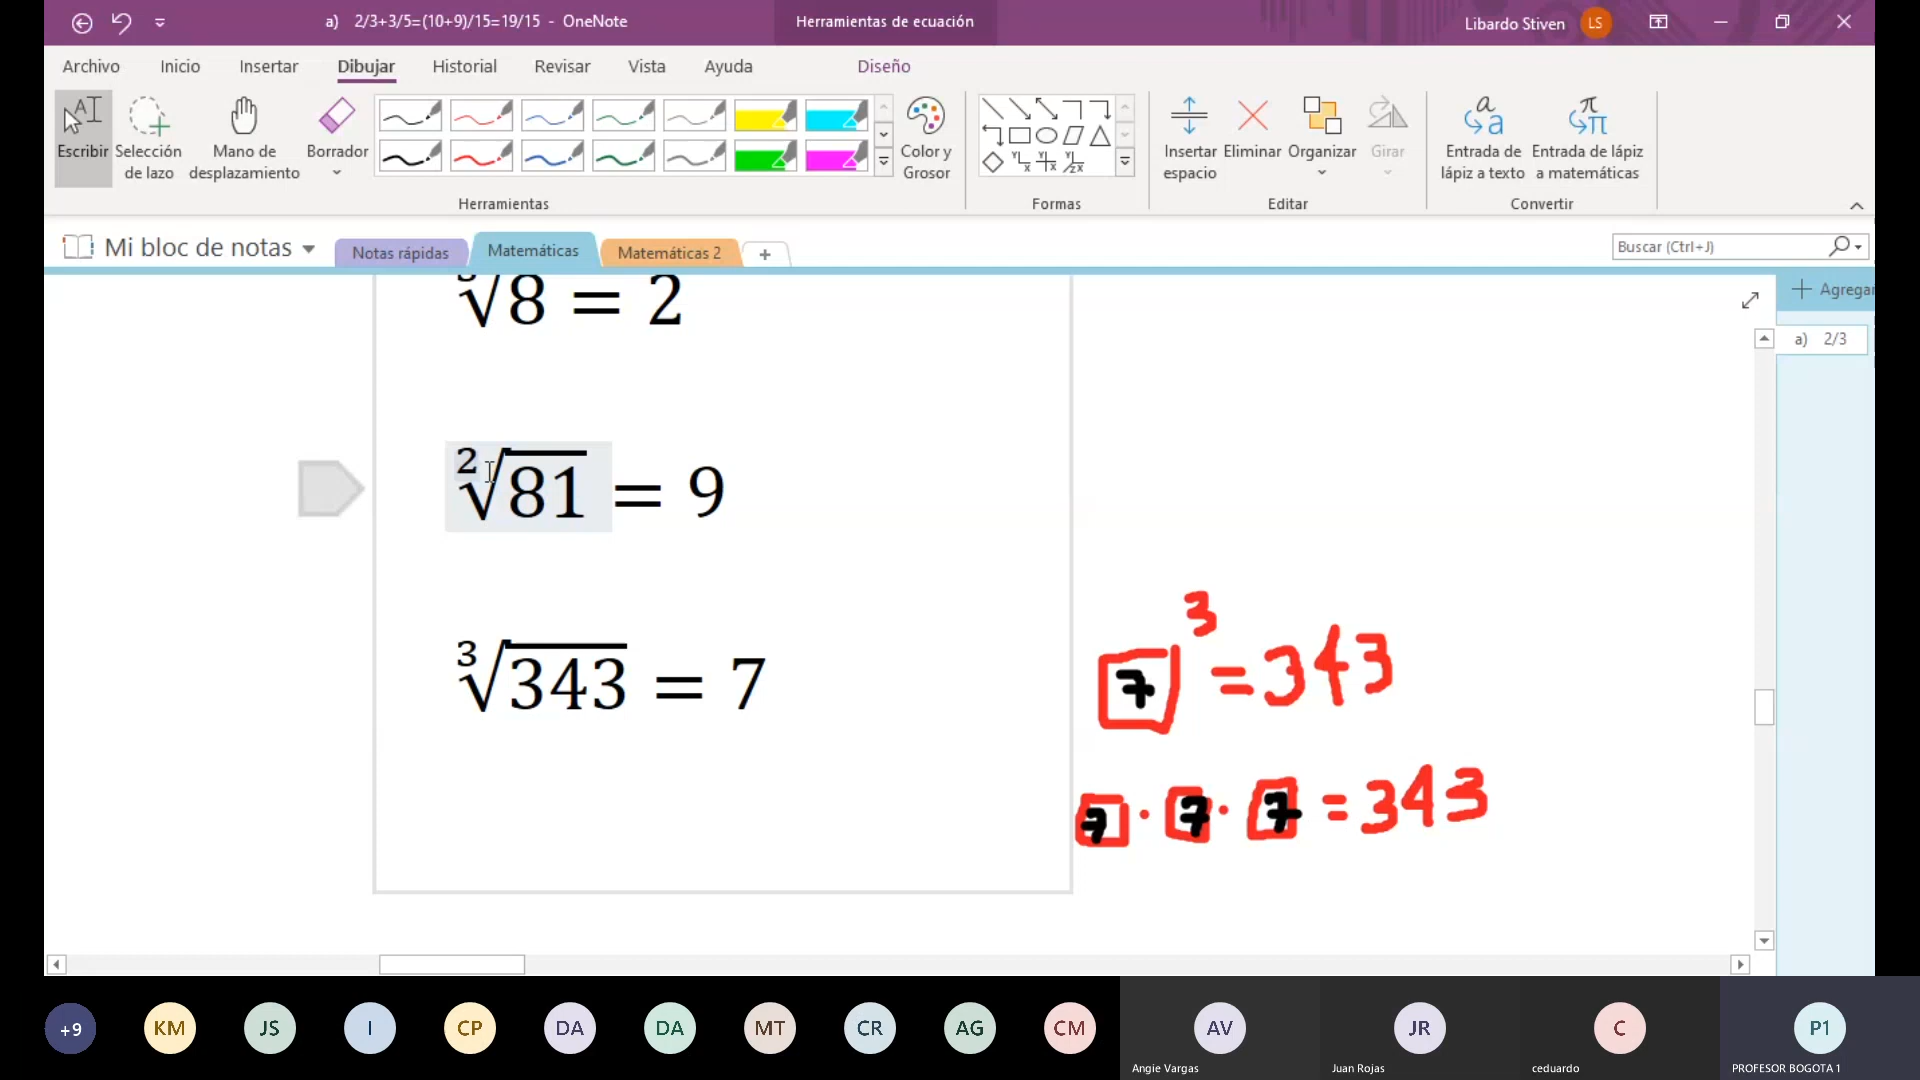 a) 2/3+3/5=(10+9)/15=19/15 - OneNote
Herramientas de ecuación
Libardo Stiven LS
Archivo Inicio Insertar Dibujar Historial Revisar Vista Ayuda Diseño
Escribir
Selección de lazo
Mano de desplazamiento
Borrador
Color y Grosor
Insertar espacio
Eliminar
Organizar
Girar
Entrada de lápiz a texto
Entrada de lápiz a matemáticas
Herramientas Formas Editar Convertir
Mi bloc de notas
Notas rápidas
Matemáticas
Matemáticas 2
+
Buscar (Ctrl+J)
Agregar
a) 2/3
∛8 = 2
²√81 = 9
³√343 = 7
7³ = 343
7 · 7 · 7 = 343
+9 KM JS I CP DA DA MT CR AG CM AV JR C P1
Angie Vargas Juan Rojas ceduardo PROFESOR BOGOTA 1